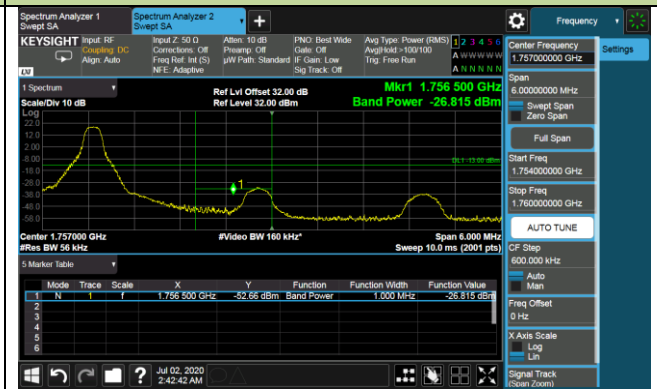 Spectrum Analyzer 1
Swept SA
Spectrum Analyzer 2
Swept SA
Frequency
KEYSIGHT
Input: RF
Coupling: DC
Align: Auto
Input Z: 50 Ω
Corrections: Off
Freq Ref: Int (S)
NFE: Adaptive
Atten: 10 dB
Preamp: Off
µW Path: Standard
PNO: Best Wide
Gate: Off
IF Gain: Low
Sig Track: Off
Avg Type: Power (RMS)
Avg|Hold:>100/100
Trig: Free Run
1 2 3 4 5 6
A W W W W W
A N N N N N
LXI
Center Frequency
1.757000000 GHz
Settings
Span
6.00000000 MHz
Swept Span
Zero Span
Full Span
Start Freq
1.754000000 GHz
Stop Freq
1.760000000 GHz
AUTO TUNE
CF Step
600.000 kHz
Auto
Man
Freq Offset
0 Hz
X Axis Scale
Log
Lin
Signal Track
(Span Zoom)
1 Spectrum
Scale/Div 10 dB
Ref Lvl Offset 32.00 dB
Ref Level 32.00 dBm
Mkr1 1.756 500 GHz
Band Power -26.815 dBm
Log
22.0
12.0
2.00
-8.00
-18.0
-28.0
-38.0
-48.0
-58.0
1
DL1 -13.00 dBm
Center 1.757000 GHz
#Res BW 56 kHz
#Video BW 160 kHz*
Span 6.000 MHz
Sweep 10.0 ms (2001 pts)
5 Marker Table
Mode Trace Scale X Y Function Function Width Function Value
1 N 1 f 1.756 500 GHz -52.66 dBm Band Power 1.000 MHz -26.815 dBm
2
3
4
5
6
?
Jul 02, 2020
2:42:42 AM